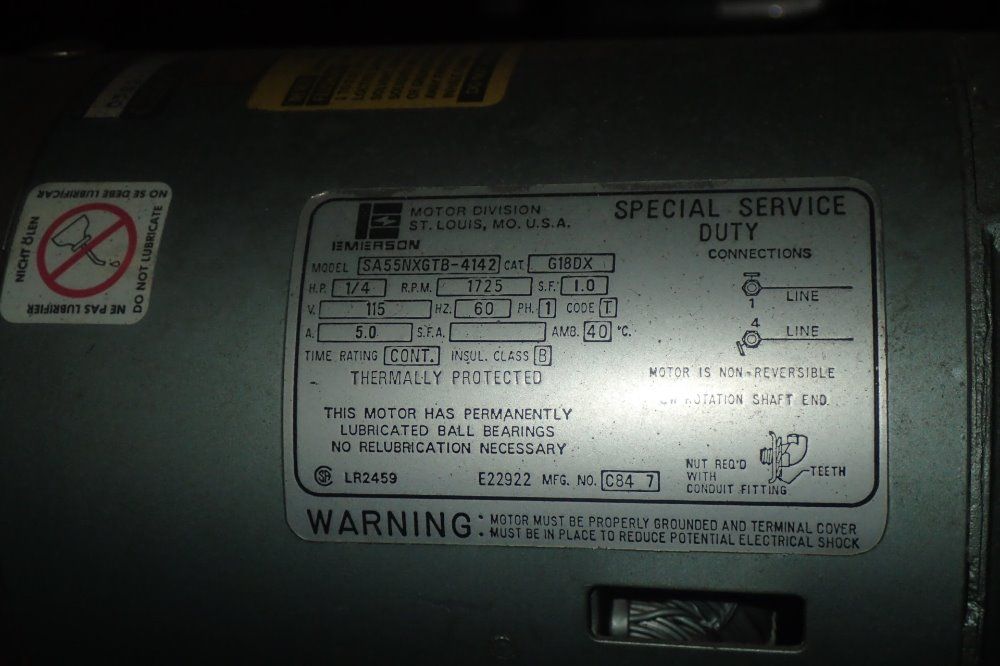 NO SE DEBE LUBRIFICAR
NICHT ÖLEN
DO NOT LUBRICATE
NE PAS LUBRIFIER
MOTOR DIVISION
ST. LOUIS, MO. U.S.A.
EMERSON
SPECIAL SERVICE
DUTY
MODEL SA55NXGTB-4142 CAT. G18DX
H.P. 1/4 R.P.M. 1725 S.F. 1.0
V. 115 HZ. 60 PH. 1 CODE T
A. 5.0 S.F.A. AMB. 40 °C.
TIME RATING CONT. INSUL. CLASS B
THERMALLY PROTECTED
THIS MOTOR HAS PERMANENTLY
LUBRICATED BALL BEARINGS
NO RELUBRICATION NECESSARY
SA LR2459 E22922 MFG. NO. C84 7
CONNECTIONS
1 LINE
4 LINE
MOTOR IS NON-REVERSIBLE
ROTATION SHAFT END.
NUT REQ'D
WITH
CONDUIT FITTING
TEETH
WARNING: MOTOR MUST BE PROPERLY GROUNDED AND TERMINAL COVER
MUST BE IN PLACE TO REDUCE POTENTIAL ELECTRICAL SHOCK